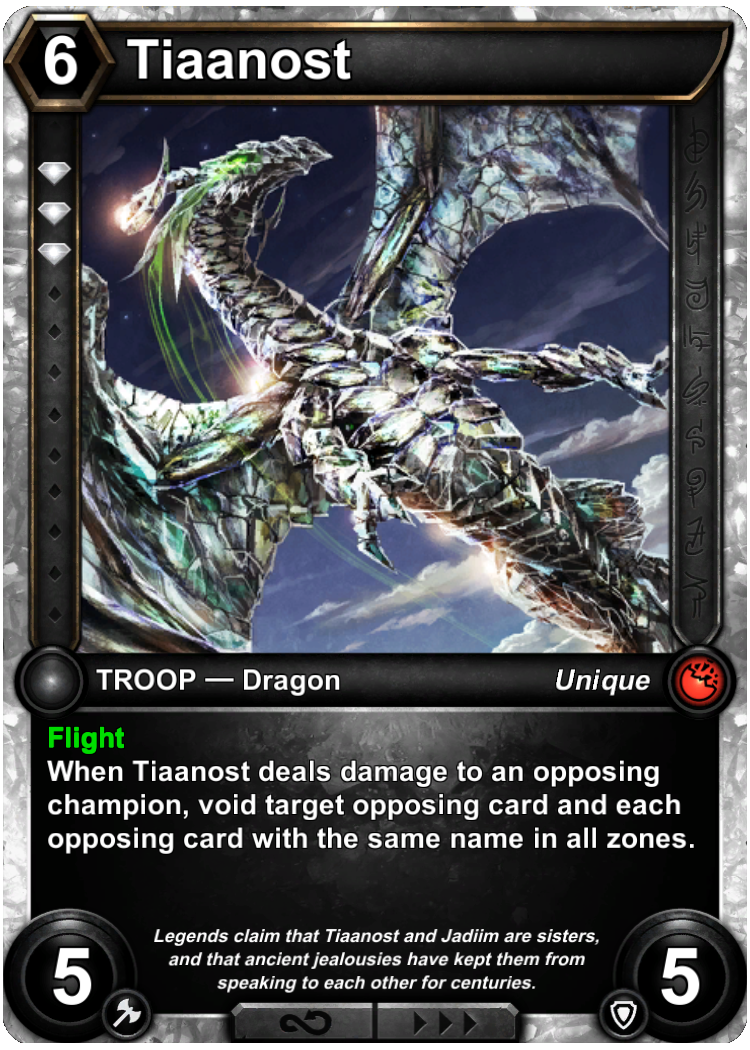 6 Tiaanost
TROOP — Dragon Unique
Flight
When Tiaanost deals damage to an opposing
champion, void target opposing card and each
opposing card with the same name in all zones.
Legends claim that Tiaanost and Jadiim are sisters,
and that ancient jealousies have kept them from
speaking to each other for centuries.
5 5